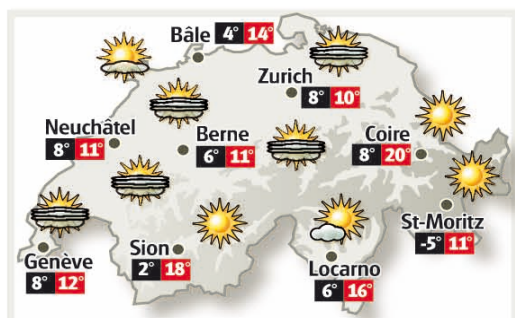 Bâle 4° 14°
Zurich
8° 10°
Neuchâtel
8° 11°
Berne
6° 11°
Coire
8° 20°
St-Moritz
-5° 11°
Genève
8° 12°
Sion
2° 18°
Locarno
6° 16°